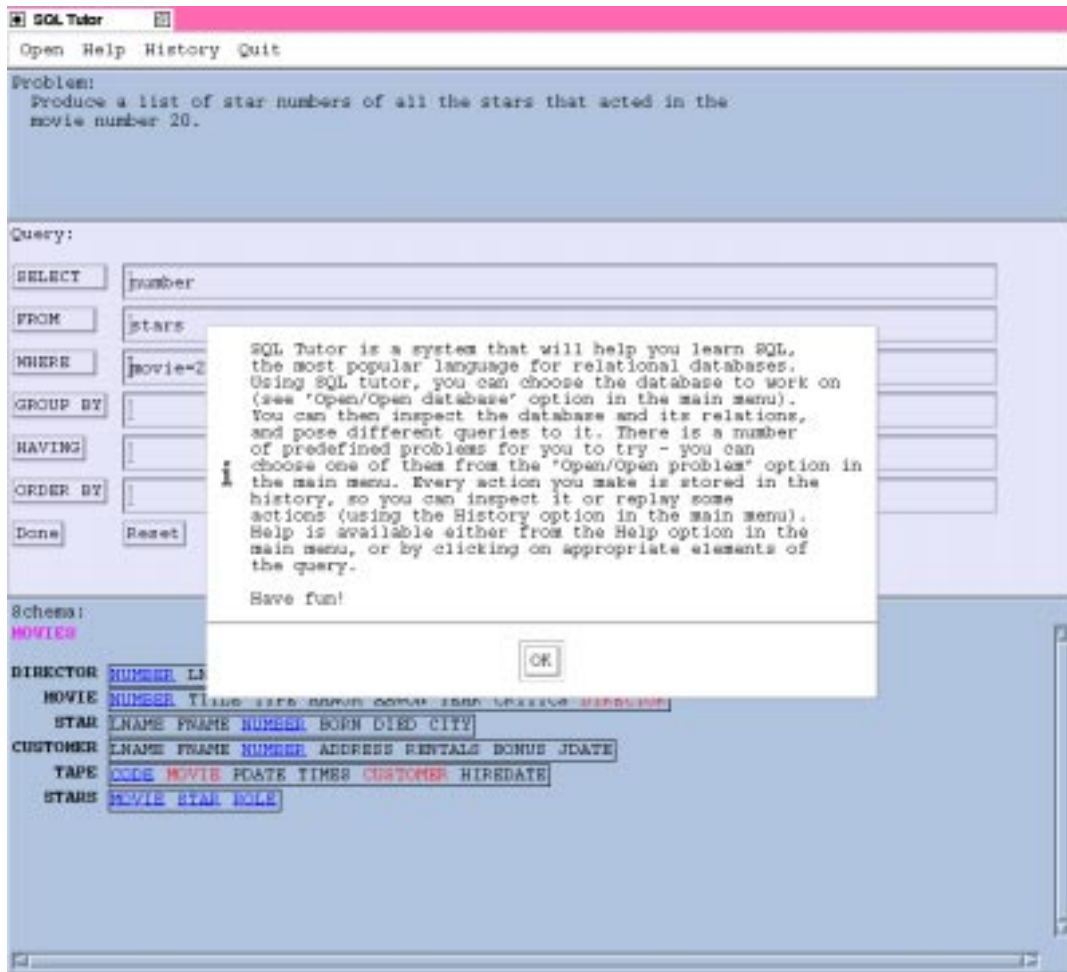 SQL Tutor
Open Help History Quit
Problem:
Produce a list of star numbers of all the stars that acted in the
movie number 20.
Query:
SELECT number
FROM stars
WHERE movie=2
GROUP BY
HAVING
ORDER BY
Done Reset
SQL Tutor is a system that will help you learn SQL,
the most popular language for relational databases.
Using SQL tutor, you can choose the database to work on
(see "Open/Open database" option in the main menu).
You can then inspect the database and its relations,
and pose different queries to it. There is a number
of predefined problems for you to try - you can
choose one of them from the "Open/Open problem" option in
the main menu. Every action you make is stored in the
history, so you can inspect it or replay some
actions (using the History option in the main menu).
Help is available either from the Help option in the
main menu, or by clicking on appropriate elements of
the query.
Have fun!
OK
Schema:
MOVIES
DIRECTOR NUMBER
MOVIE NUMBER TITLE TYPE YEAR CRITICS DIRECTOR
STAR LNAME FNAME NUMBER BORN DIED CITY
CUSTOMER LNAME FNAME NUMBER ADDRESS RENTALS BONUS JDATE
TAPE CODE MOVIE PDATE TIMES CUSTOMER HIREDATE
STARS MOVIE STAR ROLE